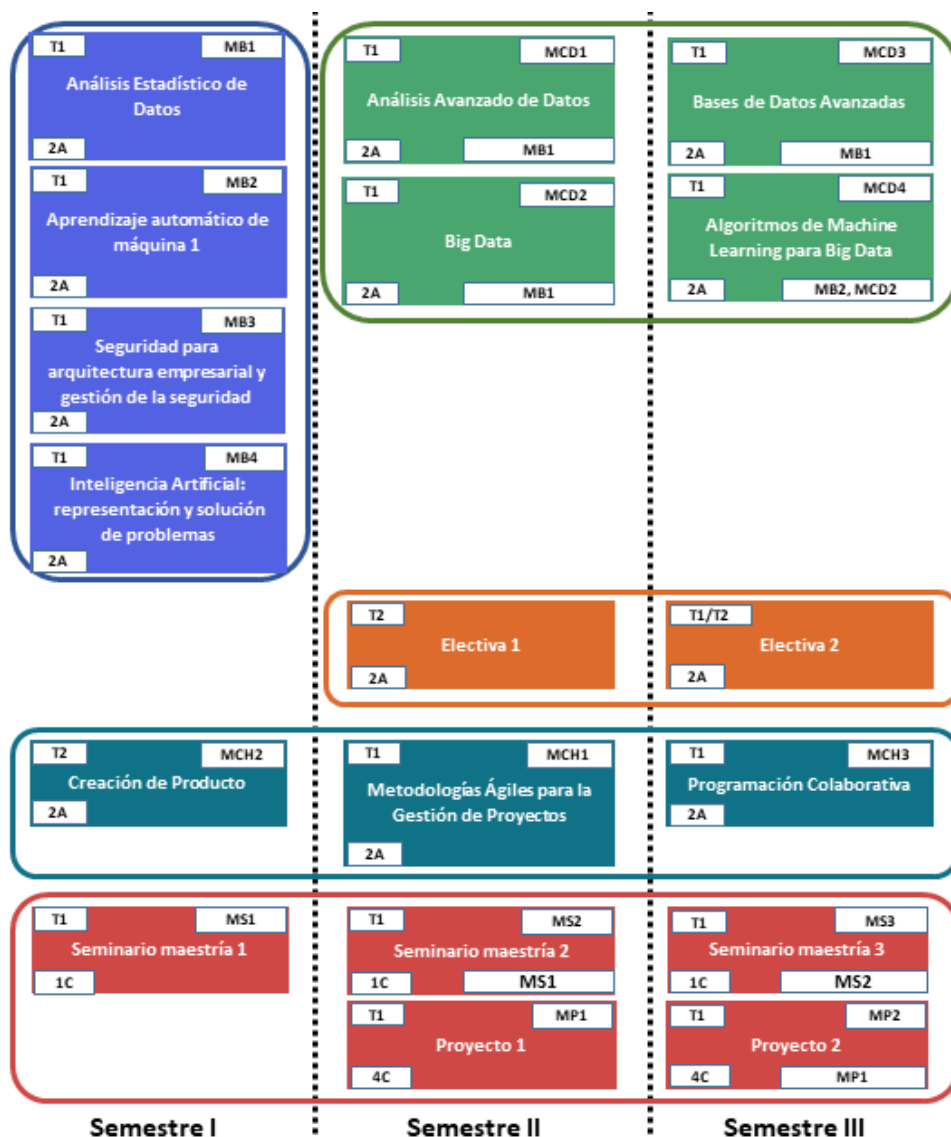 T1 MB1
Análisis Estadístico de
Datos
2A
T1 MB2
Aprendizaje automático de
máquina 1
2A
T1 MB3
Seguridad para
arquitectura empresarial y
gestión de la seguridad
2A
T1 MB4
Inteligencia Artificial:
representación y solución
de problemas
2A
T1 MCD1
Análisis Avanzado de Datos
2A MB1
T1 MCD2
Big Data
2A MB1
T1 MCD3
Bases de Datos Avanzadas
2A MB1
T1 MCD4
Algoritmos de Machine
Learning para Big Data
2A MB2, MCD2
T2
Electiva 1
2A
T1/T2
Electiva 2
2A
T2 MCH2
Creación de Producto
2A
T1 MCH1
Metodologías Ágiles para la
Gestión de Proyectos
2A
T1 MCH3
Programación Colaborativa
2A
T1 MS1
Seminario maestría 1
1C
T1 MS2
Seminario maestría 2
1C MS1
T1 MS3
Seminario maestría 3
1C MS2
T1 MP1
Proyecto 1
4C
T1 MP2
Proyecto 2
4C MP1
Semestre I Semestre II Semestre III